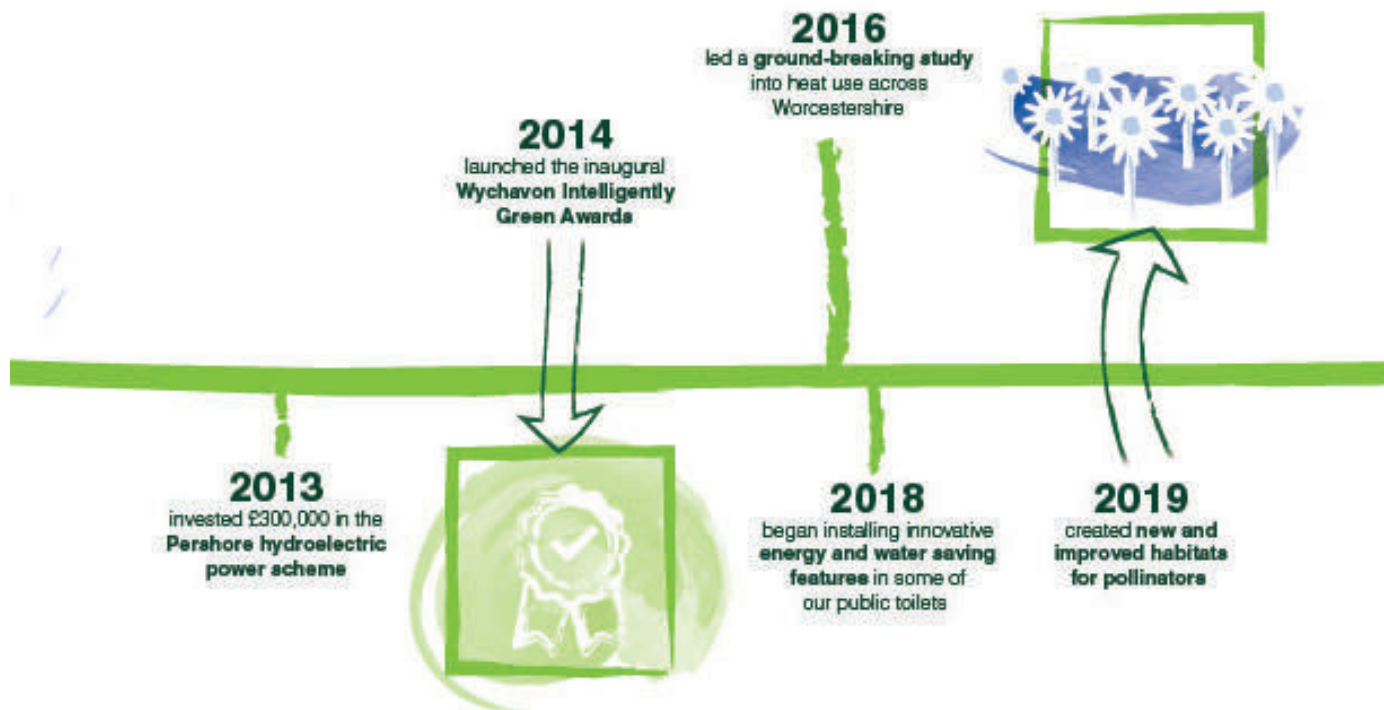 2013
invested £300,000 in the
Pershore hydroelectric
power scheme
2014
launched the inaugural
Wychavon Intelligently
Green Awards
2016
led a ground-breaking study
into heat use across
Worcestershire
2018
began installing innovative
energy and water saving
features in some of
our public toilets
2019
created new and
improved habitats
for pollinators